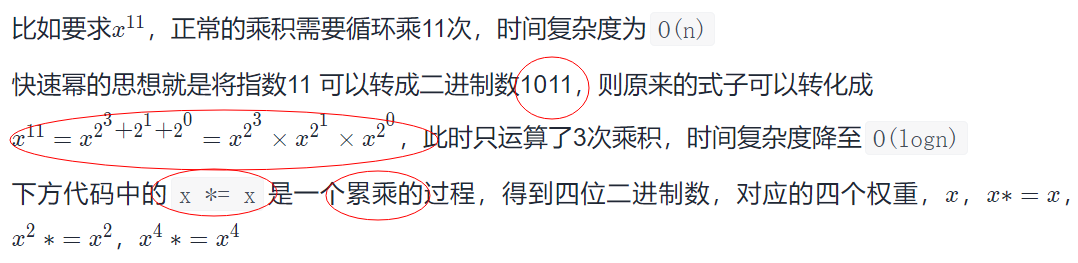 比如要求x^{11}，正常的乘积需要循环乘11次，时间复杂度为 O(n)
快速幂的思想就是将指数11 可以转成二进制数1011，则原来的式子可以转化成
x^{11} = x^{2^3+2^1+2^0} = x^{2^3} × x^{2^1} × x^{2^0}，此时只运算了3次乘积，时间复杂度降至 O(logn)
下方代码中的 x *= x 是一个累乘的过程，得到四位二进制数，对应的四个权重，x，x* = x，
x^2 * = x^2，x^4 * = x^4